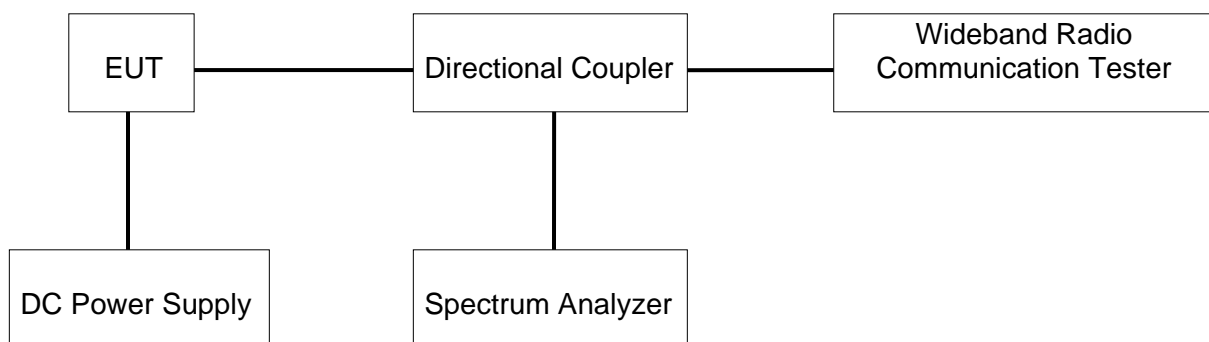 EUT
Directional Coupler
Wideband Radio
Communication Tester
DC Power Supply
Spectrum Analyzer